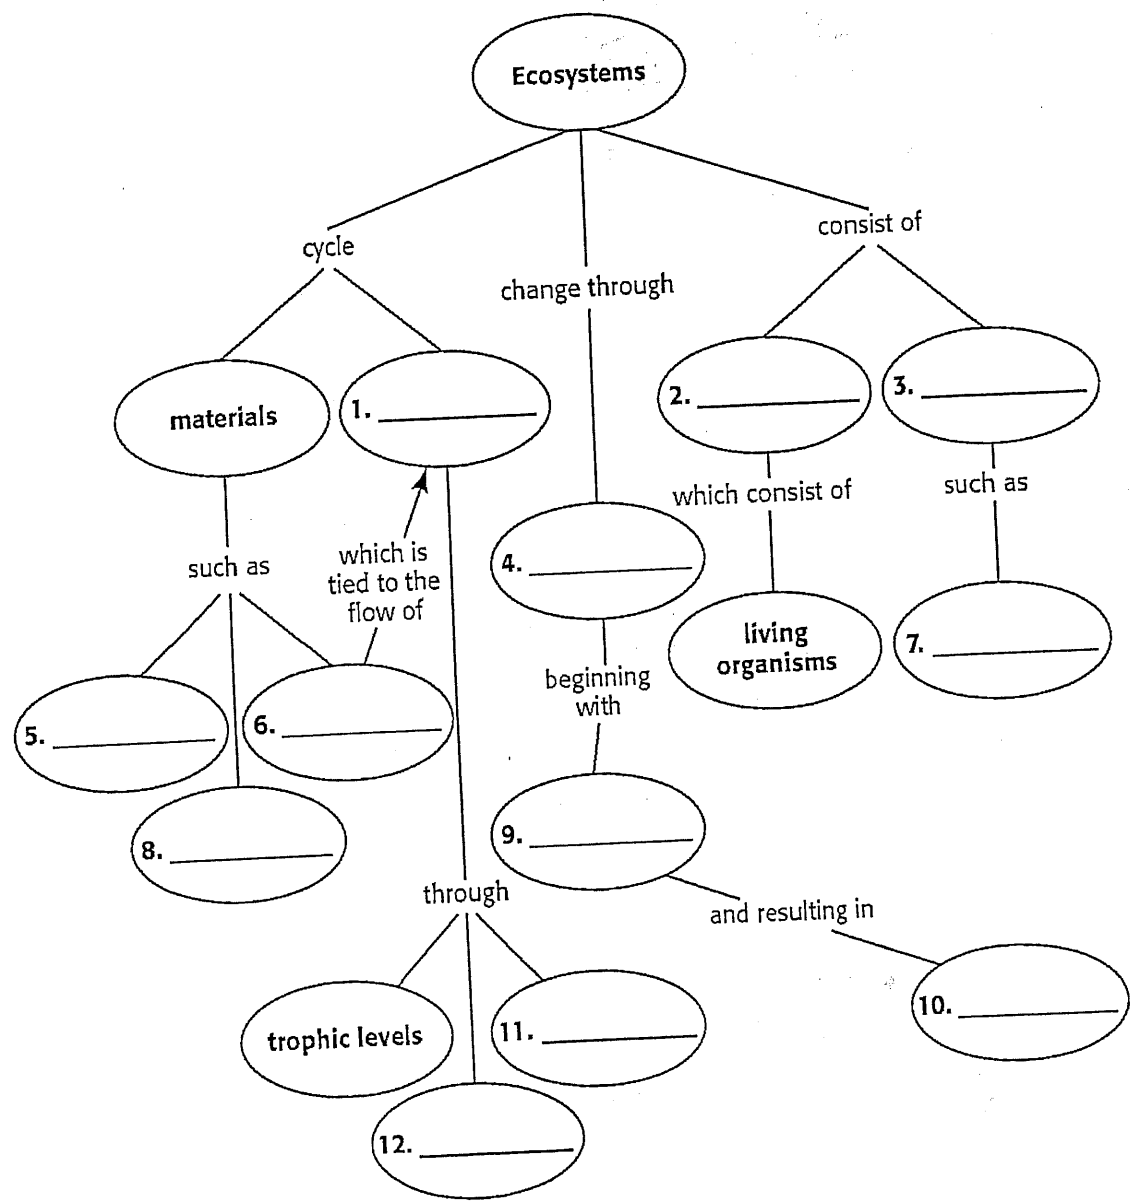 Ecosystems
cycle
change through
consist of
materials
1.
2.
3.
such as
which is
tied to the
flow of
4.
which consist of
such as
5.
6.
beginning
with
living
organisms
7.
8.
9.
through
and resulting in
trophic levels
11.
10.
12.